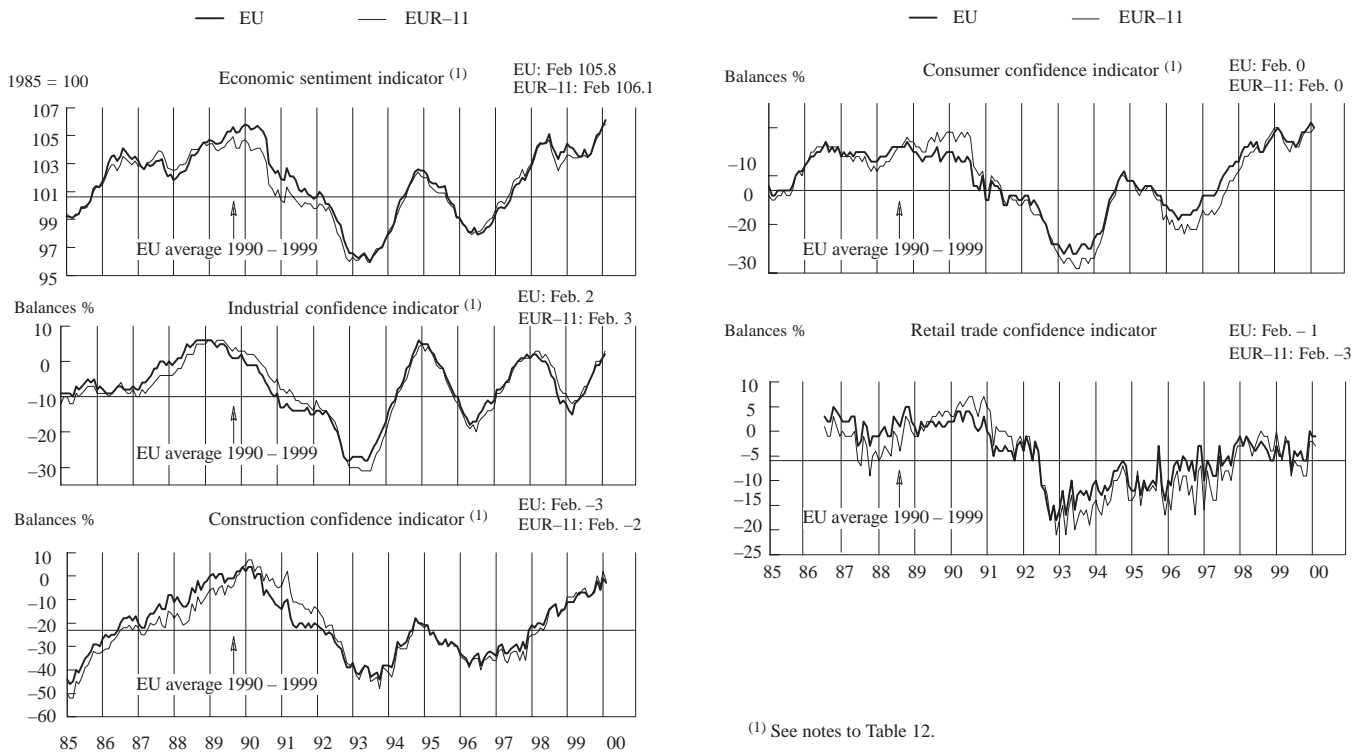 EU EUR–11
1985 = 100
Economic sentiment indicator (1)
EU: Feb 105.8
EUR–11: Feb 106.1
107
105
103
101
99
97
95
EU average 1990 – 1999
Balances %
Industrial confidence indicator (1)
EU: Feb. 2
EUR–11: Feb. 3
10
0
–10
–20
–30
EU average 1990 – 1999
Balances %
Construction confidence indicator (1)
EU: Feb. –3
EUR–11: Feb. –2
10
0
–10
–20
–30
–40
–50
–60
EU average 1990 – 1999
85 86 87 88 89 90 91 92 93 94 95 96 97 98 99 00
EU EUR–11
Balances %
Consumer confidence indicator (1)
EU: Feb. 0
EUR–11: Feb. 0
–10
0
–20
–30
EU average 1990 – 1999
Balances %
Retail trade confidence indicator
EU: Feb. – 1
EUR–11: Feb. –3
10
5
0
–5
–10
–15
–20
–25
EU average 1990 – 1999
85 86 87 88 89 90 91 92 93 94 95 96 97 98 99 00
(1) See notes to Table 12.